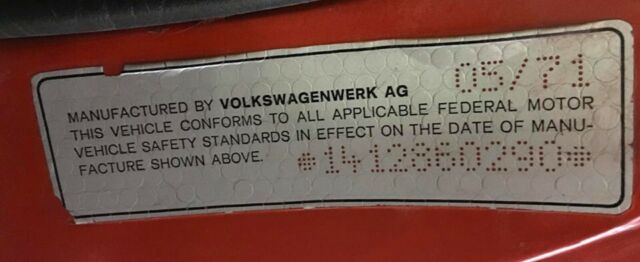 05/71
MANUFACTURED BY VOLKSWAGENWERK AG
THIS VEHICLE CONFORMS TO ALL APPLICABLE FEDERAL MOTOR
VEHICLE SAFETY STANDARDS IN EFFECT ON THE DATE OF MANU-
FACTURE SHOWN ABOVE. *1412860290*